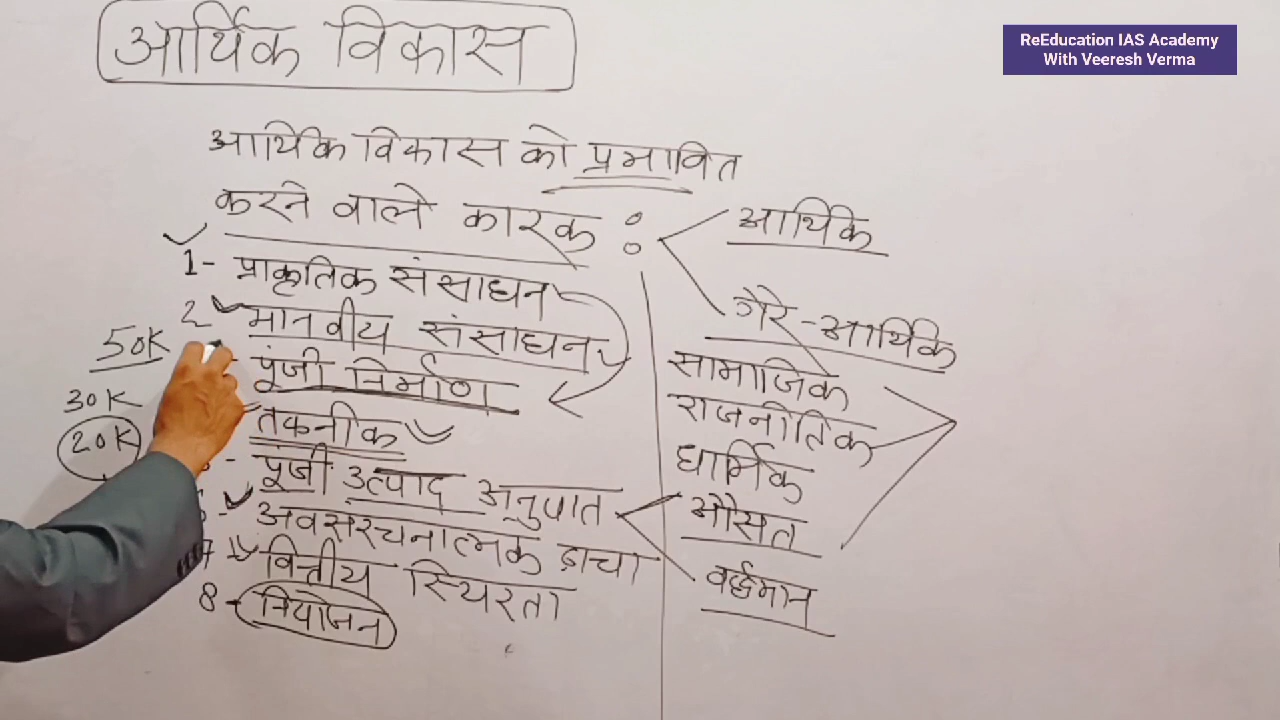 ReEducation IAS Academy
With Veeresh Verma
आर्थिक विकास
आर्थिक विकास को प्रभावित
करने वाले कारक :
1- प्राकृतिक संसाधन
2 मानवीय संसाधन
- पूंजी निर्माण
तकनीक
- पूंजी उत्पाद अनुपात
6 - अवसंरचनात्मक ढ़ाचा
7 वित्तीय स्थिरता
8 - नियोजन
50K
30K
20K
आर्थिक
गैर-आर्थिक
सामाजिक
राजनीतिक
धार्मिक
औसत
वर्द्धमान